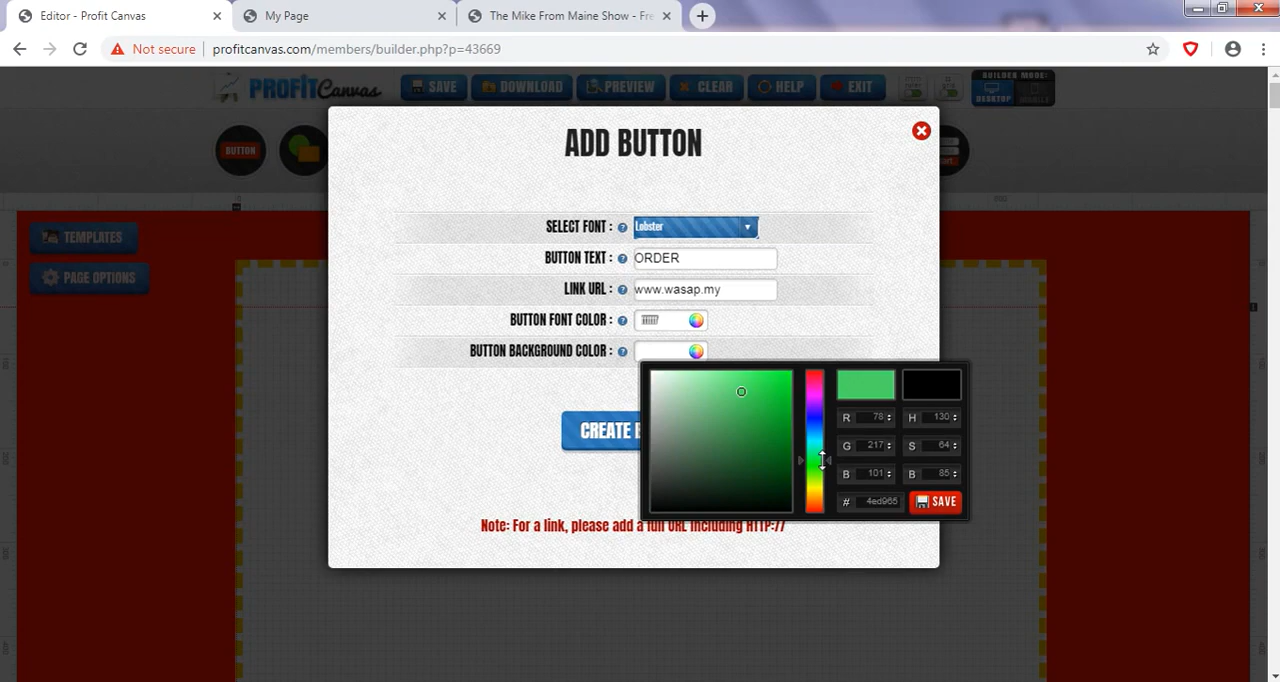 Editor - Profit Canvas
My Page
The Mike From Maine Show - Fre
Not secure
profitcanvas.com/members/builder.php?p=43669
PROFIT Canvas
SAVE
DOWNLOAD
PREVIEW
CLEAR
HELP
EXIT
BUILDER MODE:
DESKTOP
MOBILE
BUTTON
ADD BUTTON
TEMPLATES
PAGE OPTIONS
SELECT FONT :
Lobster
BUTTON TEXT :
ORDER
LINK URL :
www.wasap.my
BUTTON FONT COLOR :
BUTTON BACKGROUND COLOR :
CREATE B
R 78
H 130
G 217
S 64
B 101
B 85
# 4ed965
SAVE
Note: For a link, please add a full URL including HTTP://